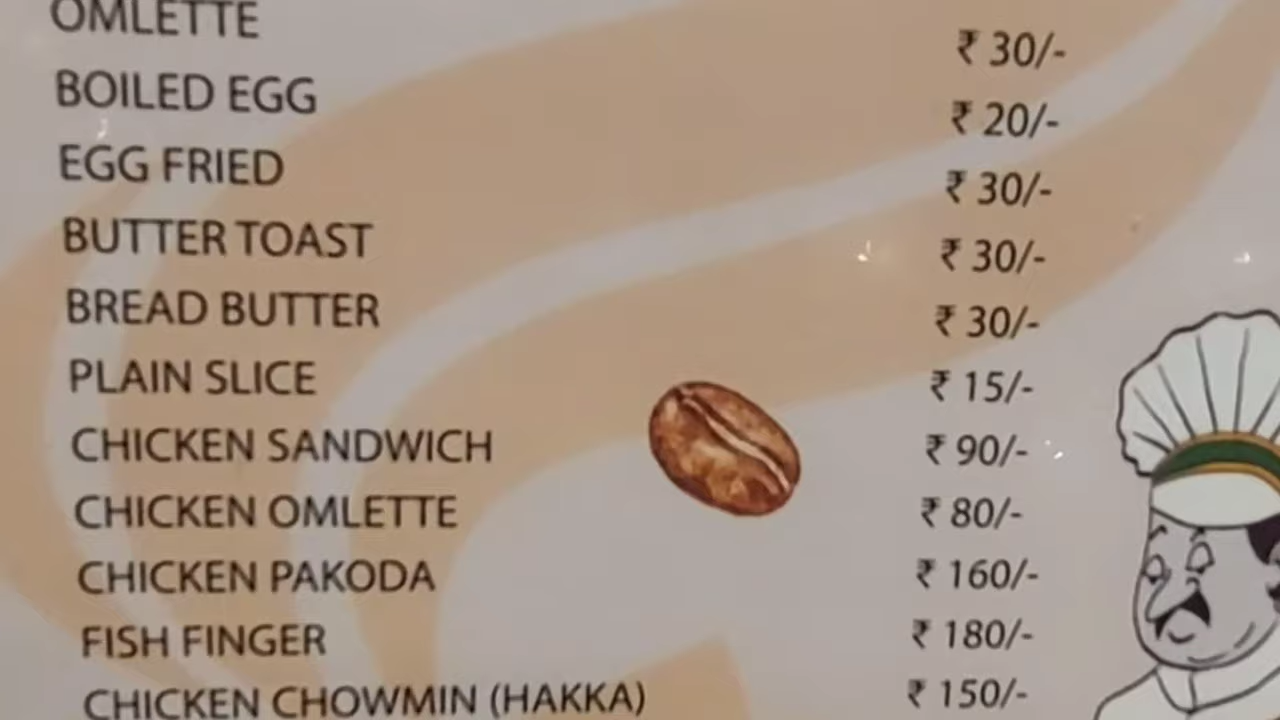 OMLETTE ₹ 30/-
BOILED EGG ₹ 20/-
EGG FRIED ₹ 30/-
BUTTER TOAST ₹ 30/-
BREAD BUTTER ₹ 30/-
PLAIN SLICE ₹ 15/-
CHICKEN SANDWICH ₹ 90/-
CHICKEN OMLETTE ₹ 80/-
CHICKEN PAKODA ₹ 160/-
FISH FINGER ₹ 180/-
CHICKEN CHOWMIN (HAKKA) ₹ 150/-